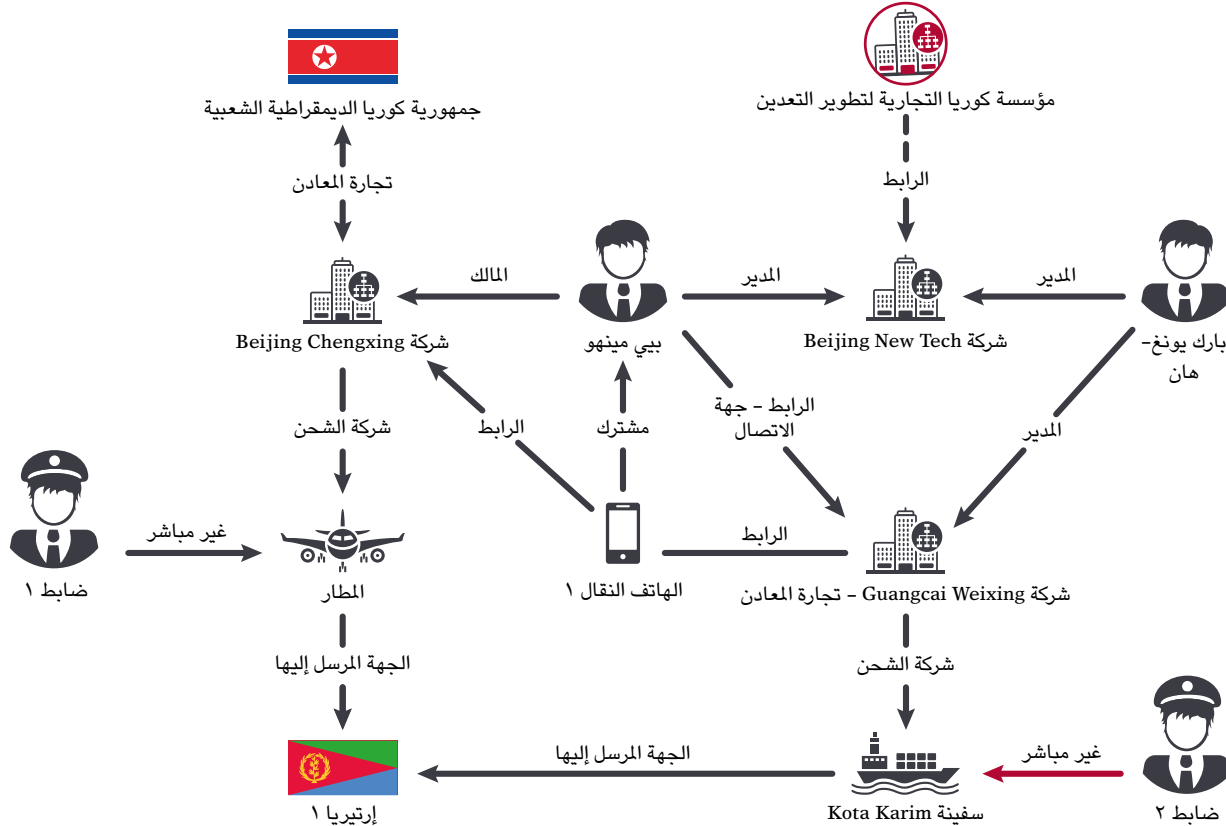 مؤسسة كوريا التجارية لتطوير التعدين
جمهورية كوريا الديمقراطية الشعبية
الرابط
تجارة المعادن
المدير
المدير
المالك
بارك يونغ-
هان
شركة Beijing New Tech
بيي مينهو
شركة Beijing Chengxing
المدير
الرابط - جهة
الاتصال
مشترك
الرابط
شركة الشحن
الرابط
غير مباشر
شركة Guangcai Weixing - تجارة المعادن
الهاتف النقال ١
المطار
ضابط ١
شركة الشحن
الجهة المرسل إليها
غير مباشر
الجهة المرسل إليها
ضابط ٢
سفينة Kota Karim
إرتيريا ١